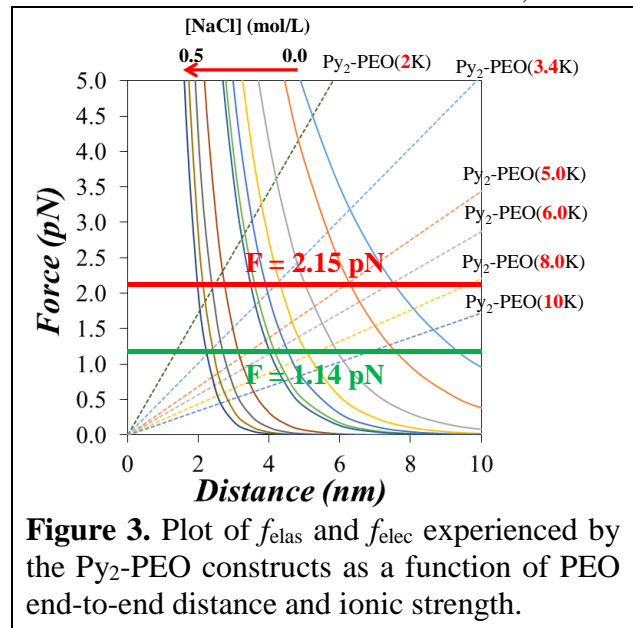 [NaCl] (mol/L)
0.5 0.0
Py2-PEO(2K)
Py2-PEO(3.4K)
5.0
4.5
4.0
3.5
3.0
2.5
2.0
1.5
1.0
0.5
0.0
Force (pN)
Py2-PEO(5.0K)
Py2-PEO(6.0K)
Py2-PEO(8.0K)
Py2-PEO(10K)
F = 2.15 pN
F = 1.14 pN
0 2 4 6 8 10
Distance (nm)
Figure 3. Plot of felas and felec experienced by
the Py2-PEO constructs as a function of PEO
end-to-end distance and ionic strength.